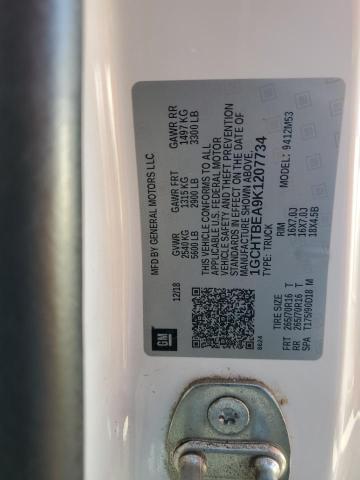 MFD BY GENERAL MOTORS LLC
12/18
GVWR
2540 KG
5600 LB
GAWR FRT
1315 KG
2900 LB
GAWR RR
1497 KG
3300 LB
THIS VEHICLE CONFORMS TO ALL
APPLICABLE U.S. FEDERAL MOTOR
VEHICLE SAFETY AND THEFT PREVENTION
STANDARDS IN EFFECT ON THE DATE OF
MANUFACTURE SHOWN ABOVE.
1GCHTBEA9K1207734
TYPE: TRUCK
MODEL: 9412M53
GM
8624
RIM
FRT 265/70R16 T 16X7.0J
RR 265/70R16 T 16X7.0J
SPA T175/90D18 M 18X4.5B